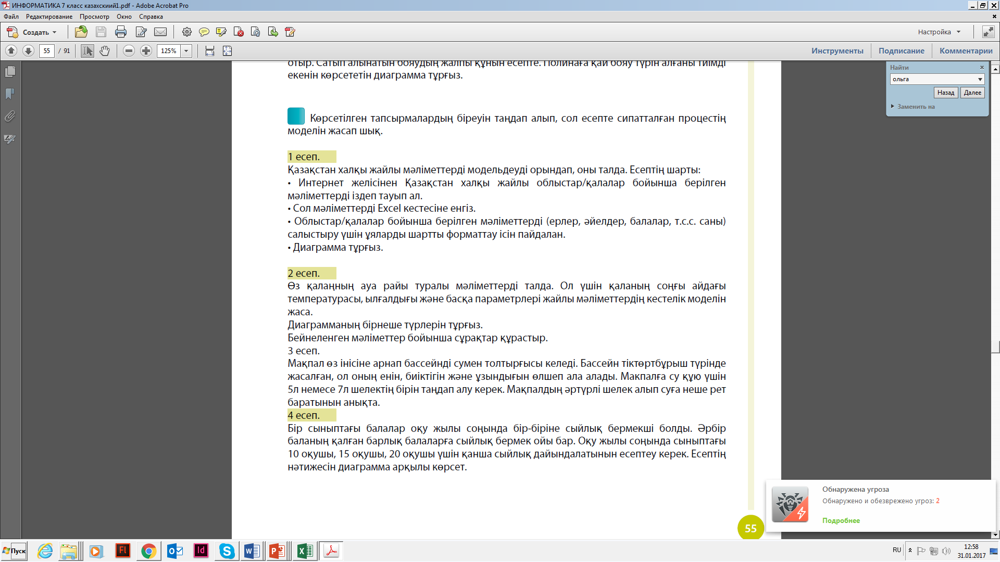 ИНФОРМАТИКА 7 класс казахскиий1.pdf - Adobe Acrobat Pro
Файл Редактирование Просмотр Окно Справка
Создать
Настройка
55 / 91
125%
Инструменты Подписание Комментарии
отыр. Сатып алынатын бояудың жалпы құнын есепте. Полинаға қай бояу түрін алғаны тиімді
екенін көрсететін диаграмма тұрғыз.
Көрсетілген тапсырмалардың біреуін таңдап алып, сол есепте сипатталған процестің
моделін жасап шық.
1 есеп.
Қазақстан халқы жайлы мәліметтерді модельдеуді орындап, оны талда. Есептің шарты:
• Интернет желісінен Қазақстан халқы жайлы облыстар/қалалар бойынша берілген
мәліметтерді іздеп тауып ал.
• Сол мәліметтерді Excel кестесіне енгіз.
• Облыстар/қалалар бойынша берілген мәліметтерді (ерлер, әйелдер, балалар, т.с.с. саны)
салыстыру үшін ұяларды шартты форматтау ісін пайдалан.
• Диаграмма тұрғыз.
2 есеп.
Өз қалаңның ауа райы туралы мәліметтерді талда. Ол үшін қаланың соңғы айдағы
температурасы, ылғалдығы және басқа параметрлері жайлы мәліметтердің кестелік моделін
жаса.
Диаграмманың бірнеше түрлерін тұрғыз.
Бейнеленген мәліметтер бойынша сұрақтар құрастыр.
3 есеп.
Мақпал өз інісіне арнап бассейнді сумен толтырғысы келеді. Бассейн тіктөртбұрыш түрінде
жасалған, ол оның енін, биіктігін және ұзындығын өлшеп ала алады. Макпалға су құю үшін
5л немесе 7л шелектің бірін таңдап алу керек. Мақпалдың әртүрлі шелек алып суға неше рет
баратынын анықта.
4 есеп.
Бір сыныптағы балалар оқу жылы соңында бір-біріне сыйлық бермекші болды. Әрбір
баланың қалған барлық балаларға сыйлық бермек ойы бар. Оқу жылы соңында сыныптағы
10 оқушы, 15 оқушы, 20 оқушы үшін қанша сыйлық дайындалатынын есептеу керек. Есептің
нәтижесін диаграмма арқылы көрсет.
55
Найти
ольга
Назад Далее
Заменить на
Обнаружена угроза
Обнаружено и обезврежено угроз: 2
Подробнее
Пуск
RU
12:58
31.01.2017